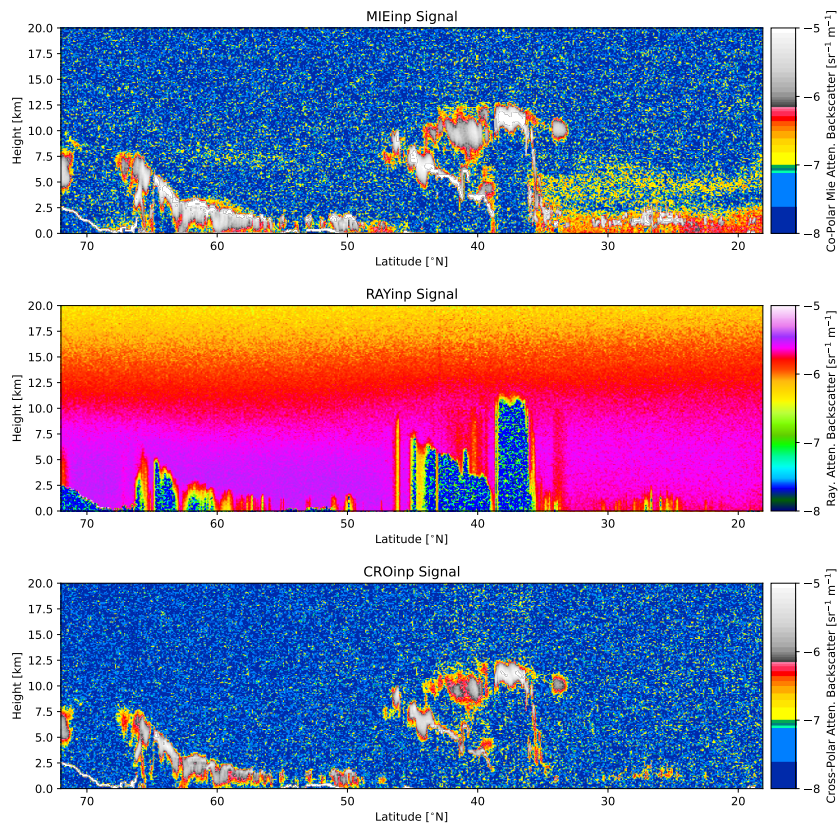 MIEinp Signal
20.0
17.5
15.0
12.5
10.0
7.5
5.0
2.5
0.0
Height [km]
70 60 50 40 30 20
Latitude [°N]
−5
−6
−7
−8
Co-Polar Mie Atten. Backscatter [sr⁻¹ m⁻¹]
RAYinp Signal
20.0
17.5
15.0
12.5
10.0
7.5
5.0
2.5
0.0
Height [km]
70 60 50 40 30 20
Latitude [°N]
−5
−6
−7
−8
Ray. Atten. Backscatter [sr⁻¹ m⁻¹]
CROinp Signal
20.0
17.5
15.0
12.5
10.0
7.5
5.0
2.5
0.0
Height [km]
70 60 50 40 30 20
Latitude [°N]
−5
−6
−7
−8
Cross-Polar Atten. Backscatter [sr⁻¹ m⁻¹]